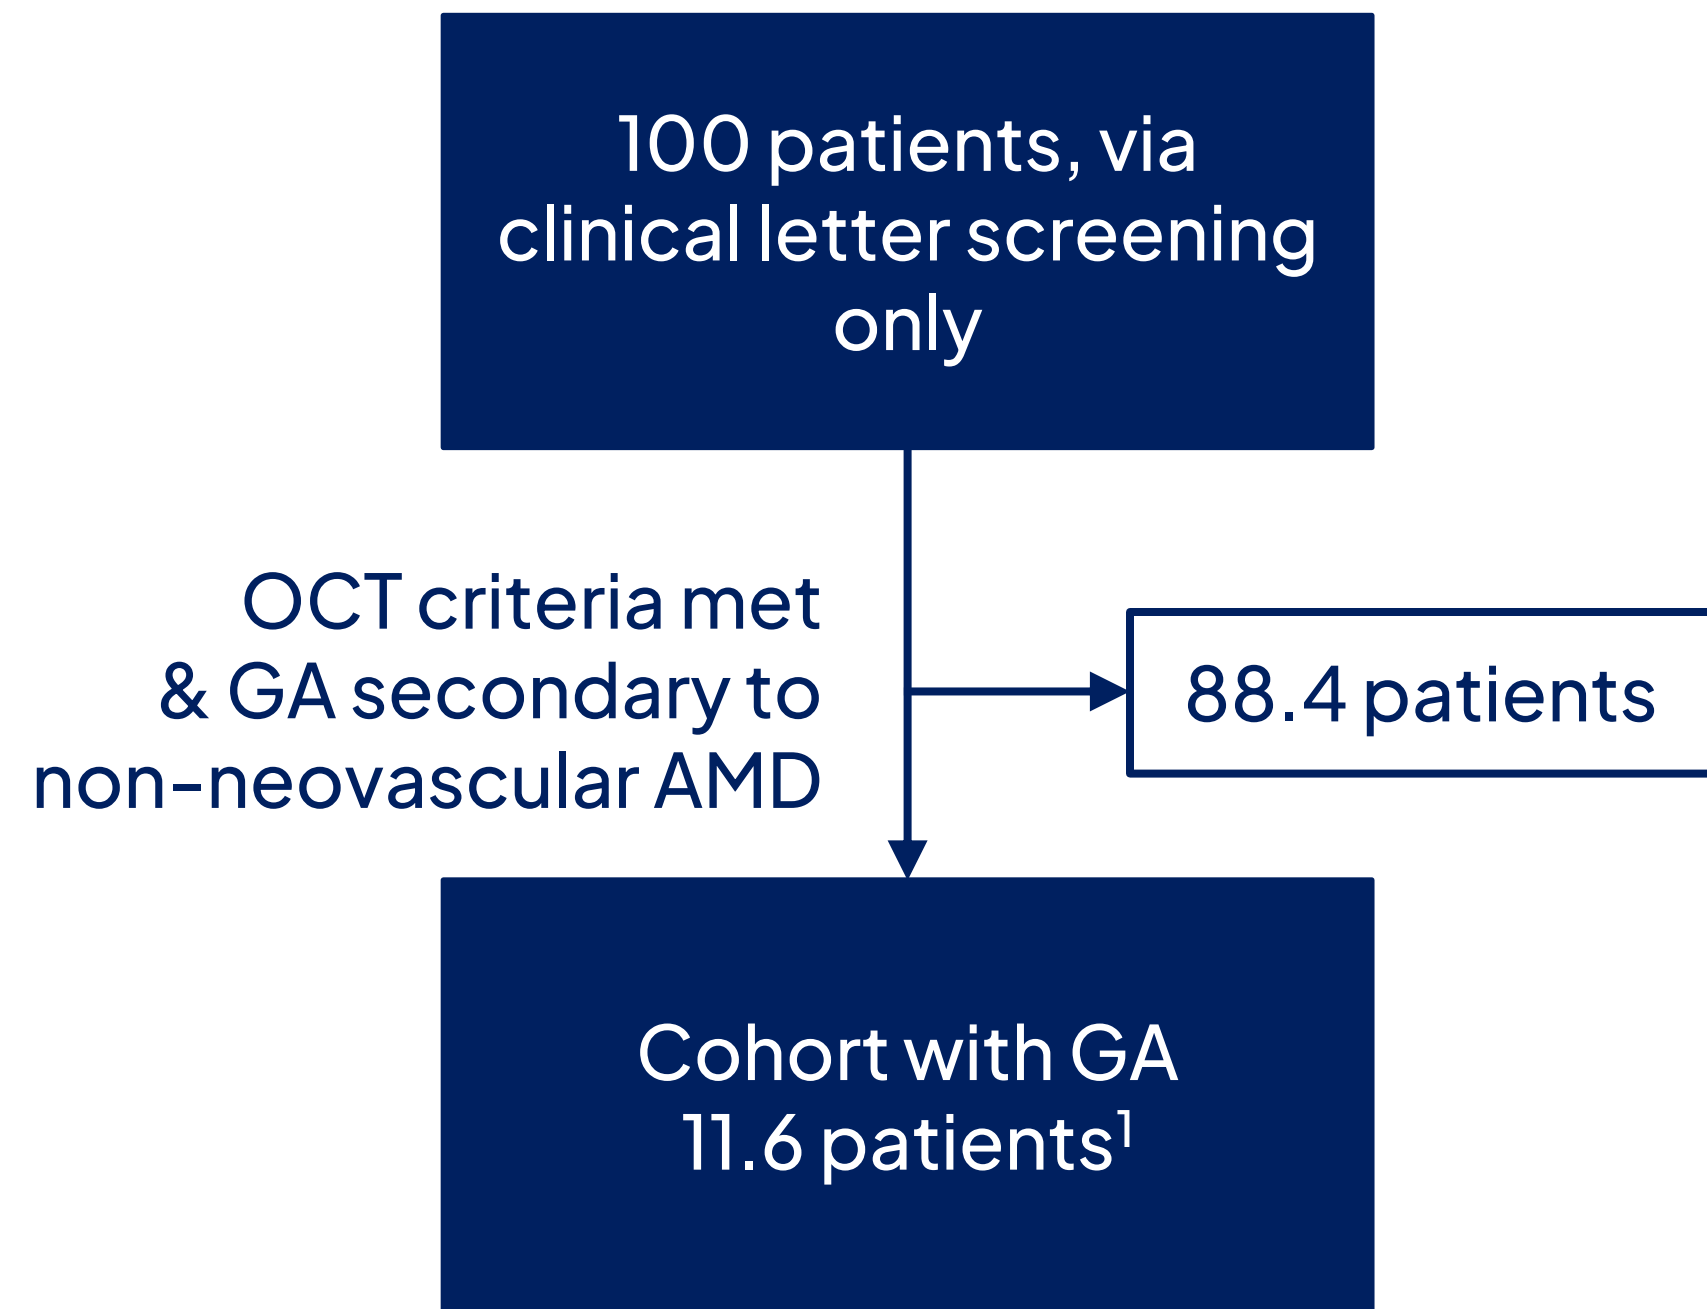 100 patients, via
clinical letter screening
only
OCT criteria met
& GA secondary to
non-neovascular AMD
88.4 patients
Cohort with GA
11.6 patients¹